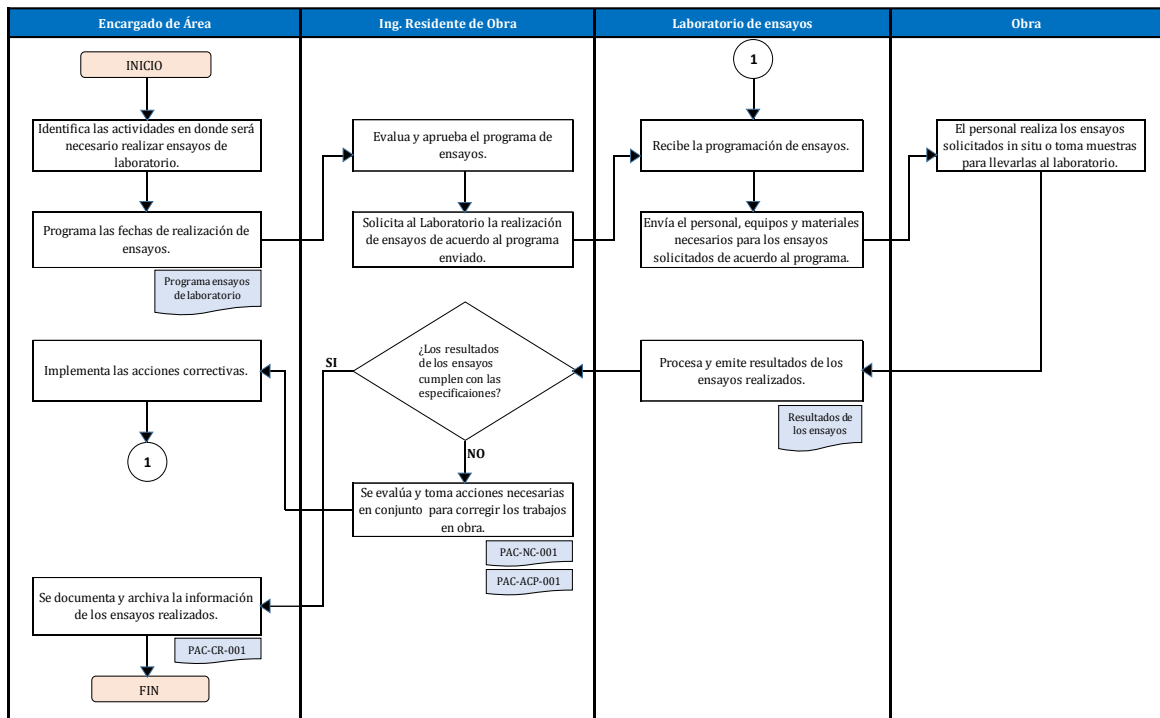 Encargado de Área
Ing. Residente de Obra
Laboratorio de ensayos
Obra
INICIO
1
Identifica las actividades en donde será
necesario realizar ensayos de
laboratorio.
Evalua y aprueba el programa de
ensayos.
Recibe la programación de ensayos.
El personal realiza los ensayos
solicitados in situ o toma muestras
para llevarlas al laboratorio.
Programa las fechas de realización de
ensayos.
Solicita al Laboratorio la realización
de ensayos de acuerdo al programa
enviado.
Envía el personal, equipos y materiales
necesarios para los ensayos
solicitados de acuerdo al programa.
Programa ensayos
de laboratorio
Implementa las acciones correctivas.
SI
¿Los resultados
de los ensayos
cumplen con las
especificaiones?
Procesa y emite resultados de los
ensayos realizados.
Resultados de
los ensayos
1
NO
Se evalúa y toma acciones necesarias
en conjunto para corregir los trabajos
en obra.
PAC-NC-001
PAC-ACP-001
Se documenta y archiva la información
de los ensayos realizados.
PAC-CR-001
FIN